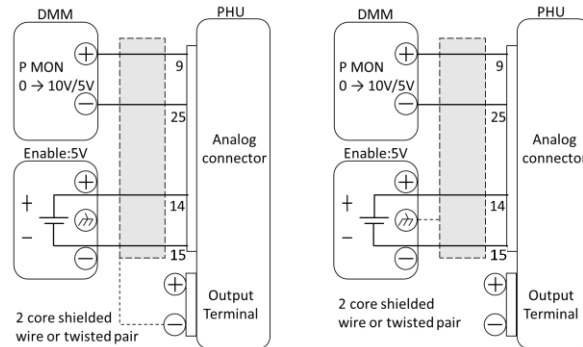 DMM
PHU
P MON
0 → 10V/5V
+
−
9
25
Analog
connector
Enable:5V
+
+
−
−
14
15
+
−
Output
Terminal
2 core shielded
wire or twisted pair
DMM
PHU
P MON
0 → 10V/5V
+
−
9
25
Analog
connector
Enable:5V
+
+
−
−
14
15
+
−
Output
Terminal
2 core shielded
wire or twisted pair